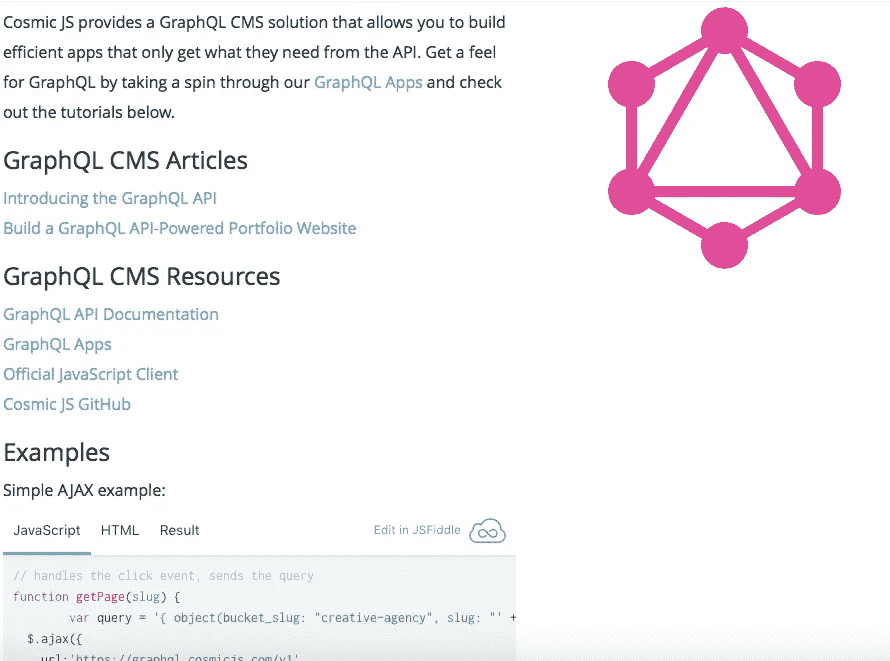 Cosmic JS provides a GraphQL CMS solution that allows you to build
efficient apps that only get what they need from the API. Get a feel
for GraphQL by taking a spin through our GraphQL Apps and check
out the tutorials below.
GraphQL CMS Articles
Introducing the GraphQL API
Build a GraphQL API-Powered Portfolio Website
GraphQL CMS Resources
GraphQL API Documentation
GraphQL Apps
Official JavaScript Client
Cosmic JS GitHub
Examples
Simple AJAX example:
JavaScript HTML Result Edit in JSFiddle
// handles the click event, sends the query
function getPage(slug) {
var query = '{ object(bucket_slug: "creative-agency", slug: "' +
$.ajax({
url:'https://graphql.cosmicjs.com/v1'